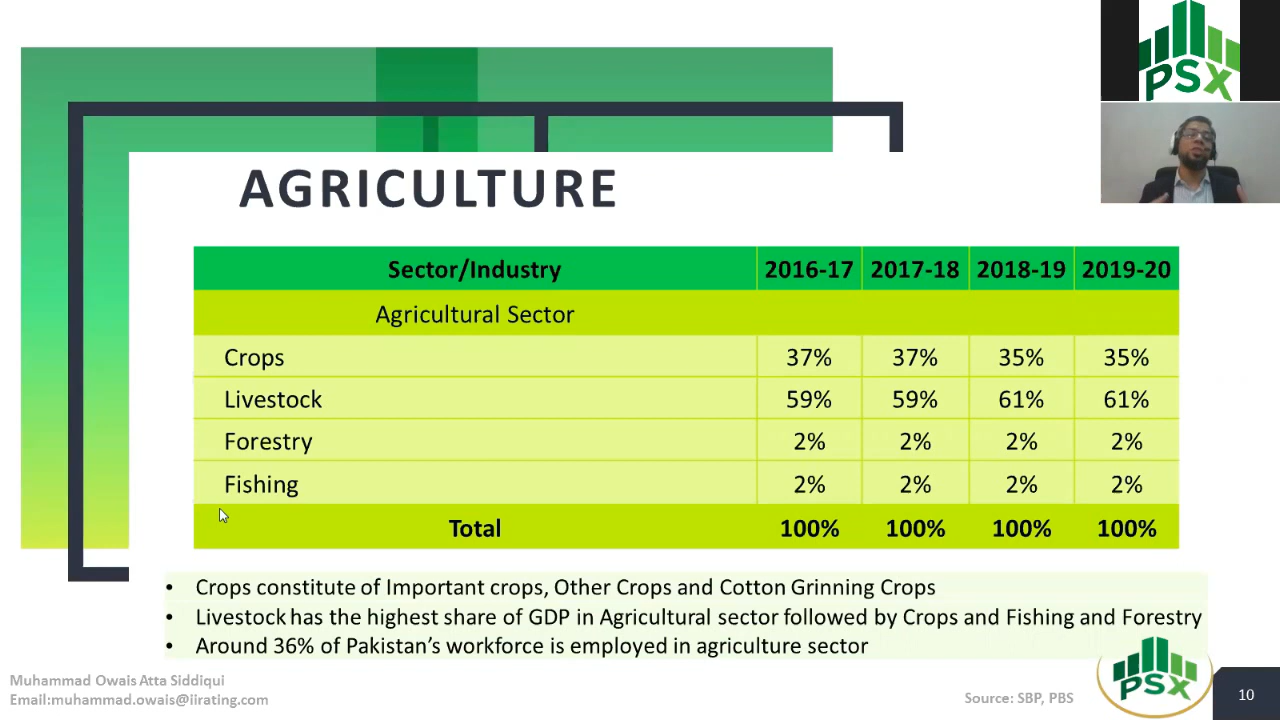 PSX
AGRICULTURE
Sector/Industry 2016-17 2017-18 2018-19 2019-20
Agricultural Sector
Crops 37% 37% 35% 35%
Livestock 59% 59% 61% 61%
Forestry 2% 2% 2% 2%
Fishing 2% 2% 2% 2%
Total 100% 100% 100% 100%
• Crops constitute of Important crops, Other Crops and Cotton Grinning Crops
• Livestock has the highest share of GDP in Agricultural sector followed by Crops and Fishing and Forestry
• Around 36% of Pakistan’s workforce is employed in agriculture sector
Muhammad Owais Atta Siddiqui
Email:muhammad.owais@iirating.com
Source: SBP, PBS
PSX
10